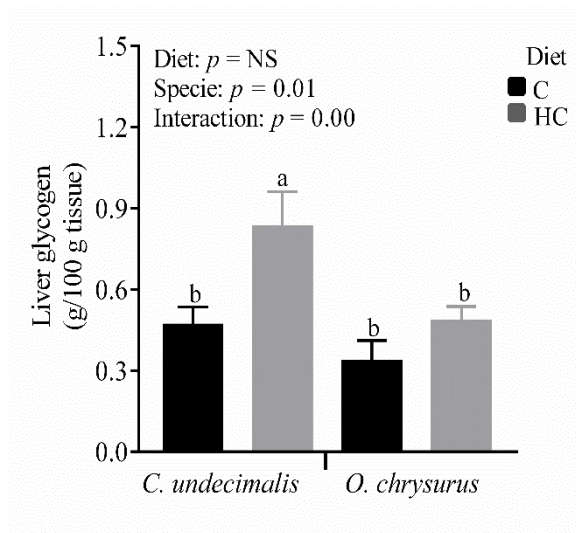 1.5
1.2
0.9
0.6
0.3
0.0
Liver glycogen
(g/100 g tissue)
Diet: p = NS
Specie: p = 0.01
Interaction: p = 0.00
Diet
C
HC
b
a
b
b
C. undecimalis
O. chrysurus